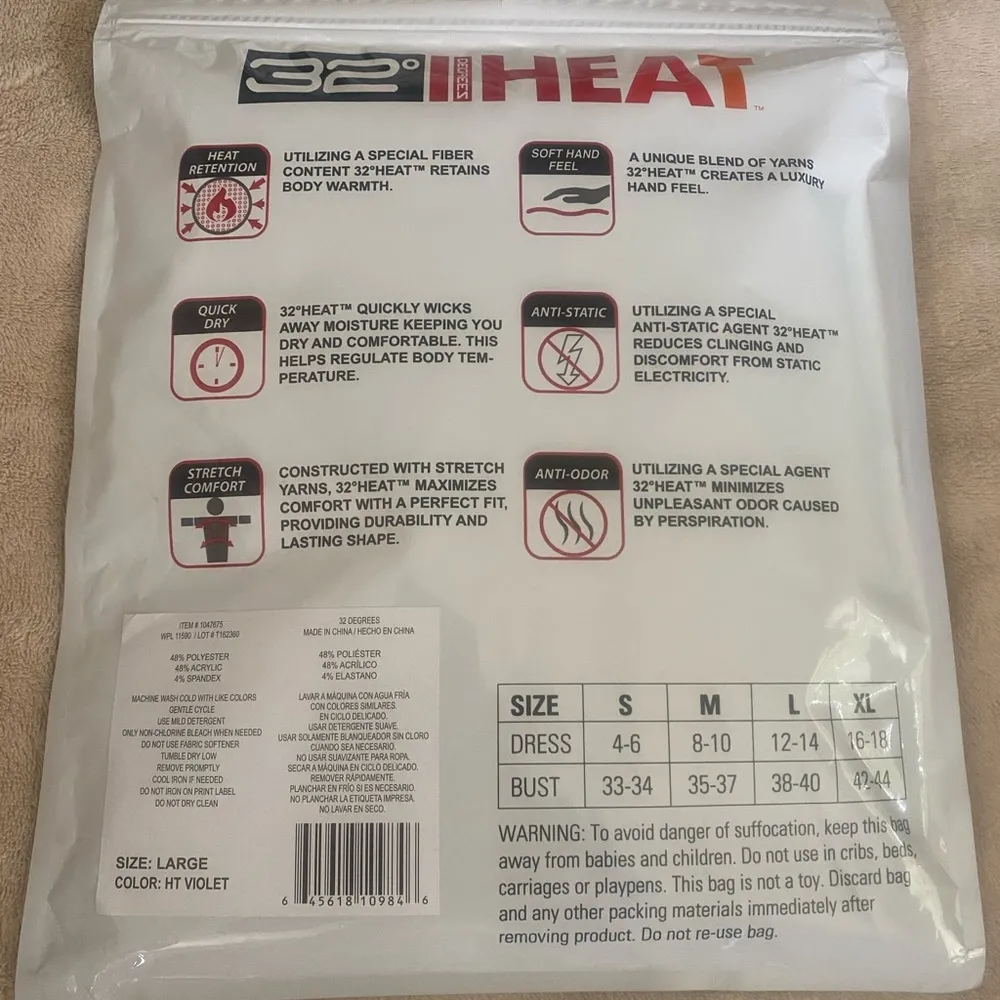 32° DEGREES HEAT™
HEAT
RETENTION
UTILIZING A SPECIAL FIBER
CONTENT 32°HEAT™ RETAINS
BODY WARMTH.
SOFT HAND
FEEL
A UNIQUE BLEND OF YARNS
32°HEAT™ CREATES A LUXURY
HAND FEEL.
QUICK
DRY
32°HEAT™ QUICKLY WICKS
AWAY MOISTURE KEEPING YOU
DRY AND COMFORTABLE. THIS
HELPS REGULATE BODY TEM-
PERATURE.
ANTI-STATIC
UTILIZING A SPECIAL
ANTI-STATIC AGENT 32°HEAT™
REDUCES CLINGING AND
DISCOMFORT FROM STATIC
ELECTRICITY.
STRETCH
COMFORT
CONSTRUCTED WITH STRETCH
YARNS, 32°HEAT™ MAXIMIZES
COMFORT WITH A PERFECT FIT,
PROVIDING DURABILITY AND
LASTING SHAPE.
ANTI-ODOR
UTILIZING A SPECIAL AGENT
32°HEAT™ MINIMIZES
UNPLEASANT ODOR CAUSED
BY PERSPIRATION.
ITEM # 1047675
WPL 11590 / LOT # T162360
48% POLYESTER
48% ACRYLIC
4% SPANDEX
MACHINE WASH COLD WITH LIKE COLORS
GENTLE CYCLE
USE MILD DETERGENT
ONLY NON-CHLORINE BLEACH WHEN NEEDED
DO NOT USE FABRIC SOFTENER
TUMBLE DRY LOW
REMOVE PROMPTLY
COOL IRON IF NEEDED
DO NOT IRON ON PRINT LABEL
DO NOT DRY CLEAN
32 DEGREES
MADE IN CHINA / HECHO EN CHINA
48% POLIÉSTER
48% ACRÍLICO
4% ELASTANO
LAVAR A MÁQUINA CON AGUA FRÍA
CON COLORES SIMILARES.
EN CICLO DELICADO.
USAR DETERGENTE SUAVE.
USAR SOLAMENTE BLANQUEADOR SIN CLORO
CUANDO SEA NECESARIO.
NO USAR SUAVIZANTE PARA ROPA.
SECAR A MÁQUINA EN CICLO DELICADO.
REMOVER RÁPIDAMENTE.
PLANCHAR EN FRÍO SI ES NECESARIO.
NO PLANCHAR LA ETIQUETA IMPRESA.
NO LAVAR EN SECO.
SIZE: LARGE
COLOR: HT VIOLET
6 45618 10984 6
SIZE S M L XL
DRESS 4-6 8-10 12-14 16-18
BUST 33-34 35-37 38-40 42-44
WARNING: To avoid danger of suffocation, keep this bag
away from babies and children. Do not use in cribs, beds,
carriages or playpens. This bag is not a toy. Discard bag
and any other packing materials immediately after
removing product. Do not re-use bag.